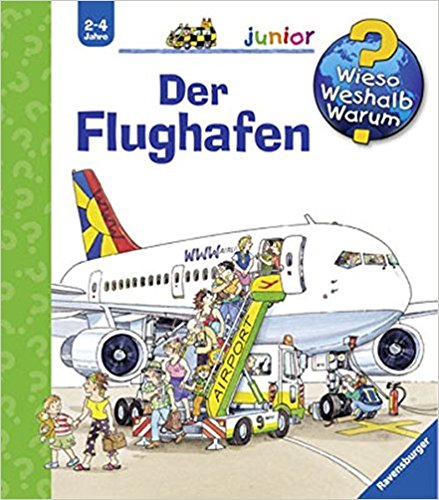 2-4
Jahre
junior
Wieso
Weshalb
Warum
?
Der
Flughafen
WWW
AIRPORT
9
Ravensburger